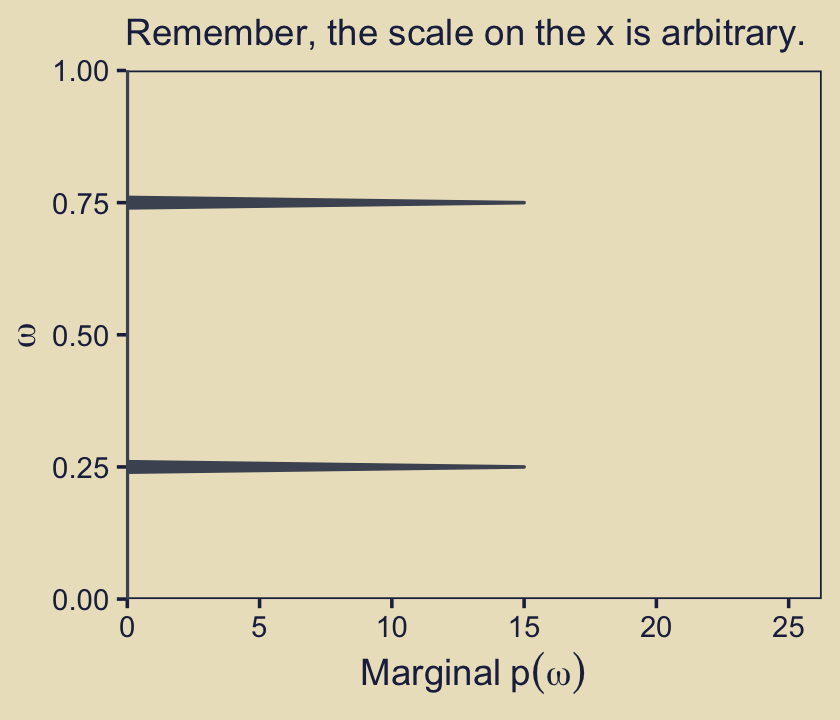 Remember, the scale on the x is arbitrary.
1.00
0.75
0.50
0.25
0.00
ω
0 5 10 15 20 25
Marginal p(ω)